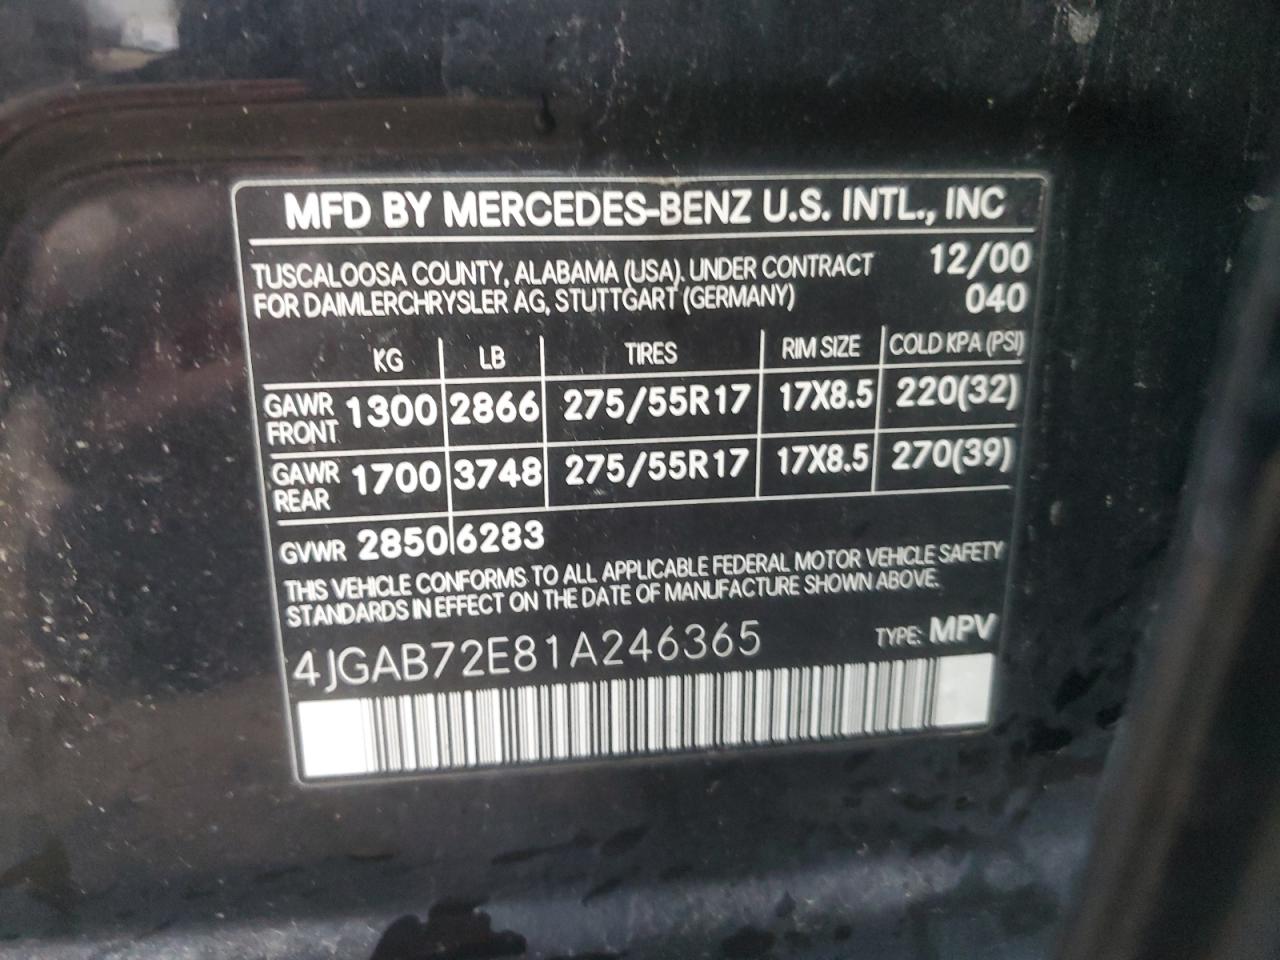 MFD BY MERCEDES-BENZ U.S. INTL., INC
TUSCALOOSA COUNTY, ALABAMA (USA), UNDER CONTRACT 12/00
FOR DAIMLERCHRYSLER AG, STUTTGART (GERMANY) 040
KG LB TIRES RIM SIZE COLD KPA (PSI)
GAWR FRONT 1300 2866 275/55R17 17X8.5 220(32)
GAWR REAR 1700 3748 275/55R17 17X8.5 270(39)
GVWR 2850 6283
THIS VEHICLE CONFORMS TO ALL APPLICABLE FEDERAL MOTOR VEHICLE SAFETY
STANDARDS IN EFFECT ON THE DATE OF MANUFACTURE SHOWN ABOVE.
4JGAB72E81A246365 TYPE: MPV